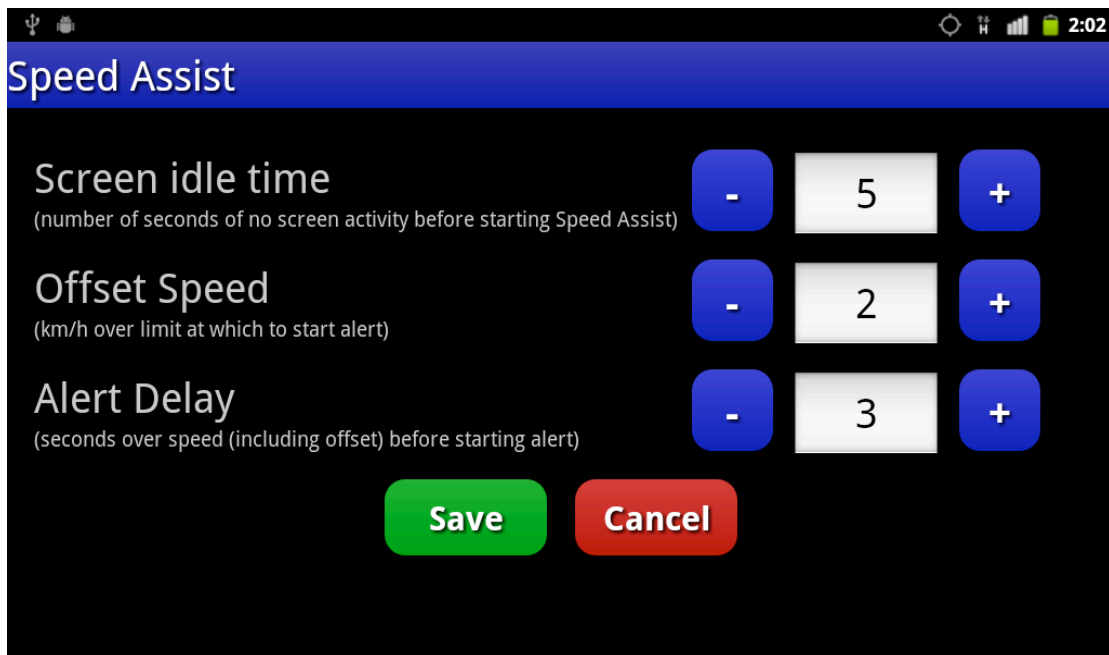 H 2:02
Speed Assist
Screen idle time
(number of seconds of no screen activity before starting Speed Assist)
- 5 +
Offset Speed
(km/h over limit at which to start alert)
- 2 +
Alert Delay
(seconds over speed (including offset) before starting alert)
- 3 +
Save Cancel